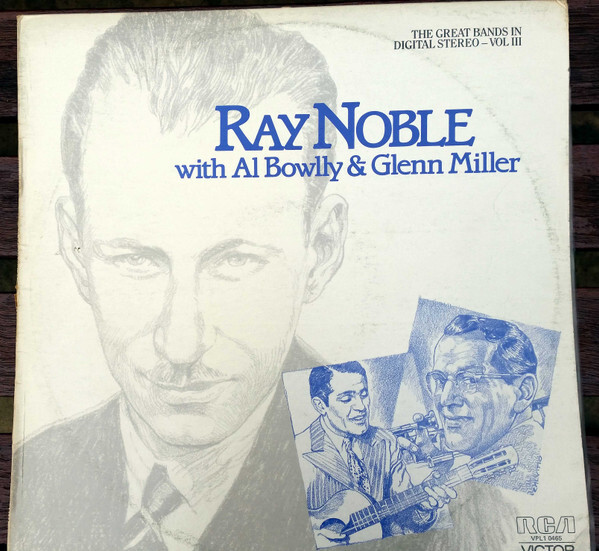 THE GREAT BANDS IN
DIGITAL STEREO – VOL III
RAY NOBLE
with Al Bowlly & Glenn Miller
RCA
VPL1 0465
VICTOR